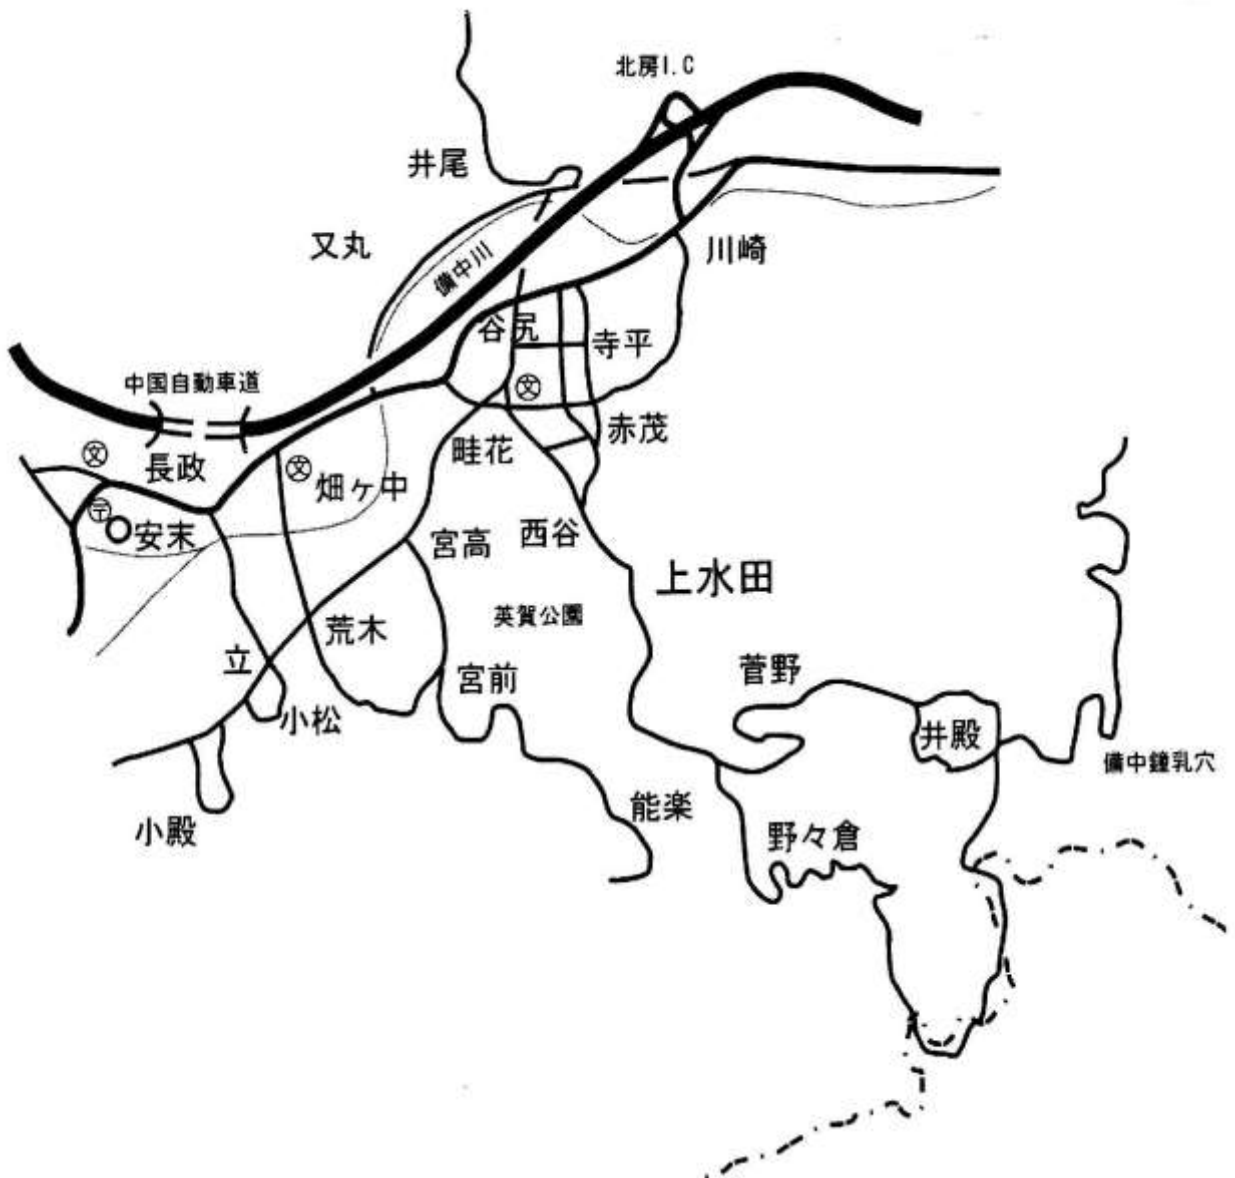 北房I.C
井尾
又丸
備中川
川崎
谷尻
寺平
中国自動車道
文
赤茂
畦花
文
長政
文
畑ヶ中
〒
安末
宮高
西谷
上水田
英賀公園
荒木
立
宮前
菅野
小松
井殿
備中鐘乳穴
能楽
小殿
野々倉